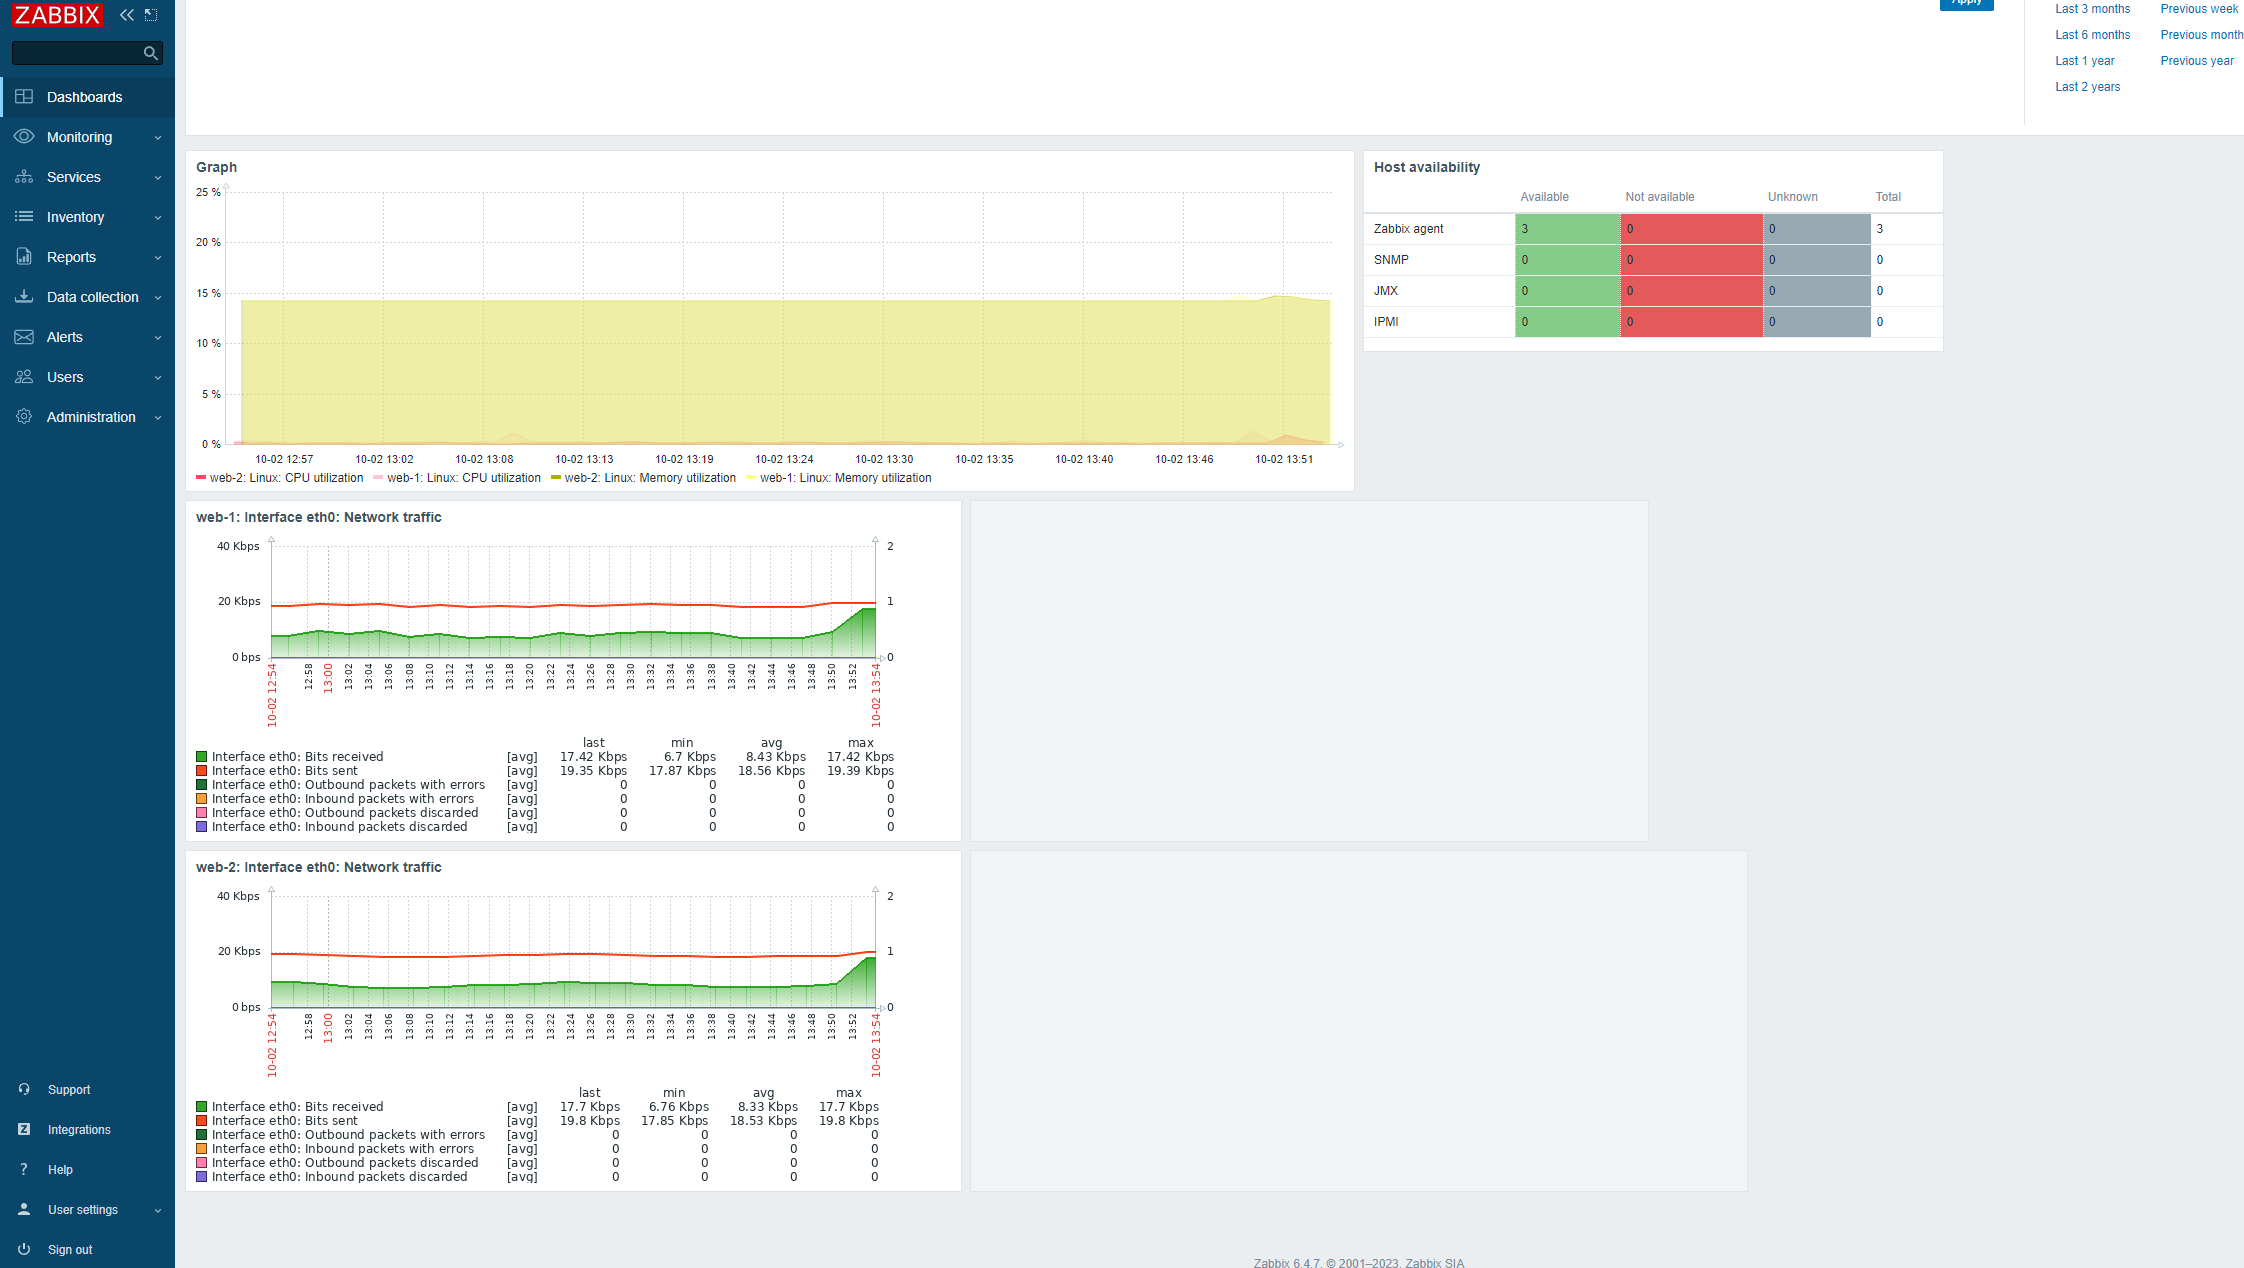 ZABBIX
Dashboards
Monitoring
Services
Inventory
Reports
Data collection
Alerts
Users
Administration
Support
Integrations
Help
User settings
Sign out
Apply
Last 3 months Previous week
Last 6 months Previous month
Last 1 year Previous year
Last 2 years
Graph
25 %
20 %
15 %
10 %
5 %
0 %
10-02 12:57 10-02 13:02 10-02 13:08 10-02 13:13 10-02 13:19 10-02 13:24 10-02 13:30 10-02 13:35 10-02 13:40 10-02 13:46 10-02 13:51
web-2: Linux: CPU utilization web-1: Linux: CPU utilization web-2: Linux: Memory utilization web-1: Linux: Memory utilization
Host availability
Available Not available Unknown Total
Zabbix agent 3 0 0 3
SNMP 0 0 0 0
JMX 0 0 0 0
IPMI 0 0 0 0
web-1: Interface eth0: Network traffic
40 Kbps 2
20 Kbps 1
0 bps 0
10-02 12:54 12:58 13:00 13:02 13:04 13:06 13:08 13:10 13:12 13:14 13:16 13:18 13:20 13:22 13:24 13:26 13:28 13:30 13:32 13:34 13:36 13:38 13:40 13:42 13:44 13:46 13:48 13:50 13:52 10-02 13:54
last min avg max
Interface eth0: Bits received [avg] 17.42 Kbps 6.7 Kbps 8.43 Kbps 17.42 Kbps
Interface eth0: Bits sent [avg] 19.35 Kbps 17.87 Kbps 18.56 Kbps 19.39 Kbps
Interface eth0: Outbound packets with errors [avg] 0 0 0 0
Interface eth0: Inbound packets with errors [avg] 0 0 0 0
Interface eth0: Outbound packets discarded [avg] 0 0 0 0
Interface eth0: Inbound packets discarded [avg] 0 0 0 0
web-2: Interface eth0: Network traffic
40 Kbps 2
20 Kbps 1
0 bps 0
10-02 12:54 12:58 13:00 13:02 13:04 13:06 13:08 13:10 13:12 13:14 13:16 13:18 13:20 13:22 13:24 13:26 13:28 13:30 13:32 13:34 13:36 13:38 13:40 13:42 13:44 13:46 13:48 13:50 13:52 10-02 13:54
last min avg max
Interface eth0: Bits received [avg] 17.7 Kbps 6.76 Kbps 8.33 Kbps 17.7 Kbps
Interface eth0: Bits sent [avg] 19.8 Kbps 17.85 Kbps 18.53 Kbps 19.8 Kbps
Interface eth0: Outbound packets with errors [avg] 0 0 0 0
Interface eth0: Inbound packets with errors [avg] 0 0 0 0
Interface eth0: Outbound packets discarded [avg] 0 0 0 0
Interface eth0: Inbound packets discarded [avg] 0 0 0 0
Zabbix 6.4.7. © 2001–2023, Zabbix SIA